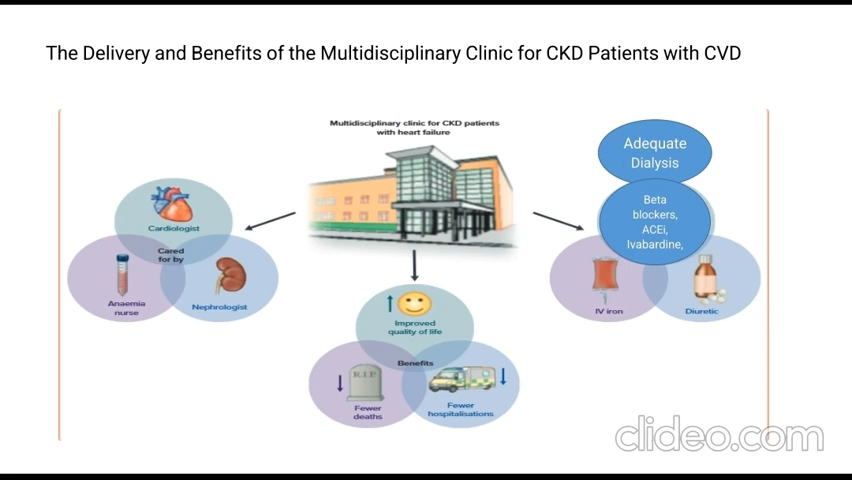 The Delivery and Benefits of the Multidisciplinary Clinic for CKD Patients with CVD
Multidisciplinary clinic for CKD patients
with heart failure
Adequate
Dialysis
Beta
blockers,
ACEi,
Ivabardine,
Cardiologist
Cared
for by
Anaemia
nurse
Nephrologist
IV iron
Diuretic
Improved
quality of life
Benefits
R.I.P
Fewer
deaths
Fewer
hospitalisations
clideo.com